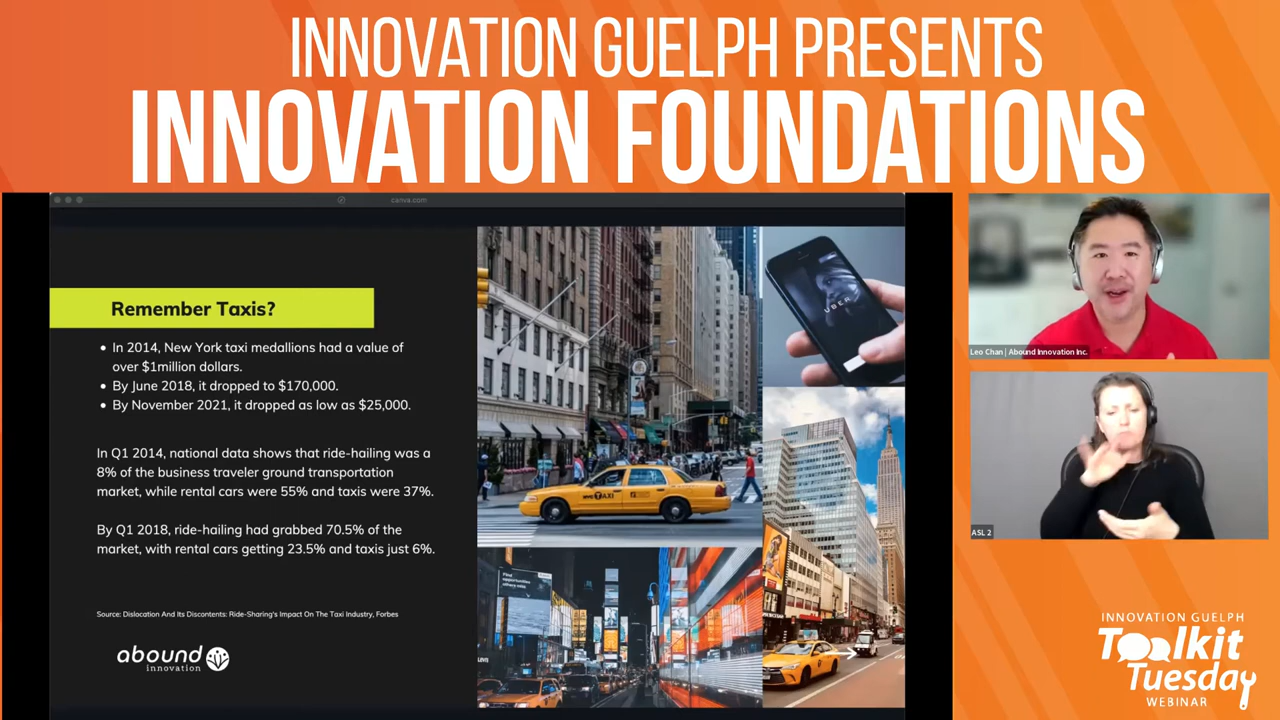 INNOVATION GUELPH PRESENTS
INNOVATION FOUNDATIONS
canva.com
Remember Taxis?
• In 2014, New York taxi medallions had a value of
over $1million dollars.
• By June 2018, it dropped to $170,000.
• By November 2021, it dropped as low as $25,000.
In Q1 2014, national data shows that ride-hailing was a
8% of the business traveler ground transportation
market, while rental cars were 55% and taxis were 37%.
By Q1 2018, ride-hailing had grabbed 70.5% of the
market, with rental cars getting 23.5% and taxis just 6%.
Source: Dislocation And Its Discontents: Ride-Sharing's Impact On The Taxi Industry, Forbes
abound
innovation
UBER
NYC TAXI
Find
opportunities
Leo Chan | Abound Innovation Inc.
ASL 2
INNOVATION GUELPH
Toolkit
Tuesday
WEBINAR